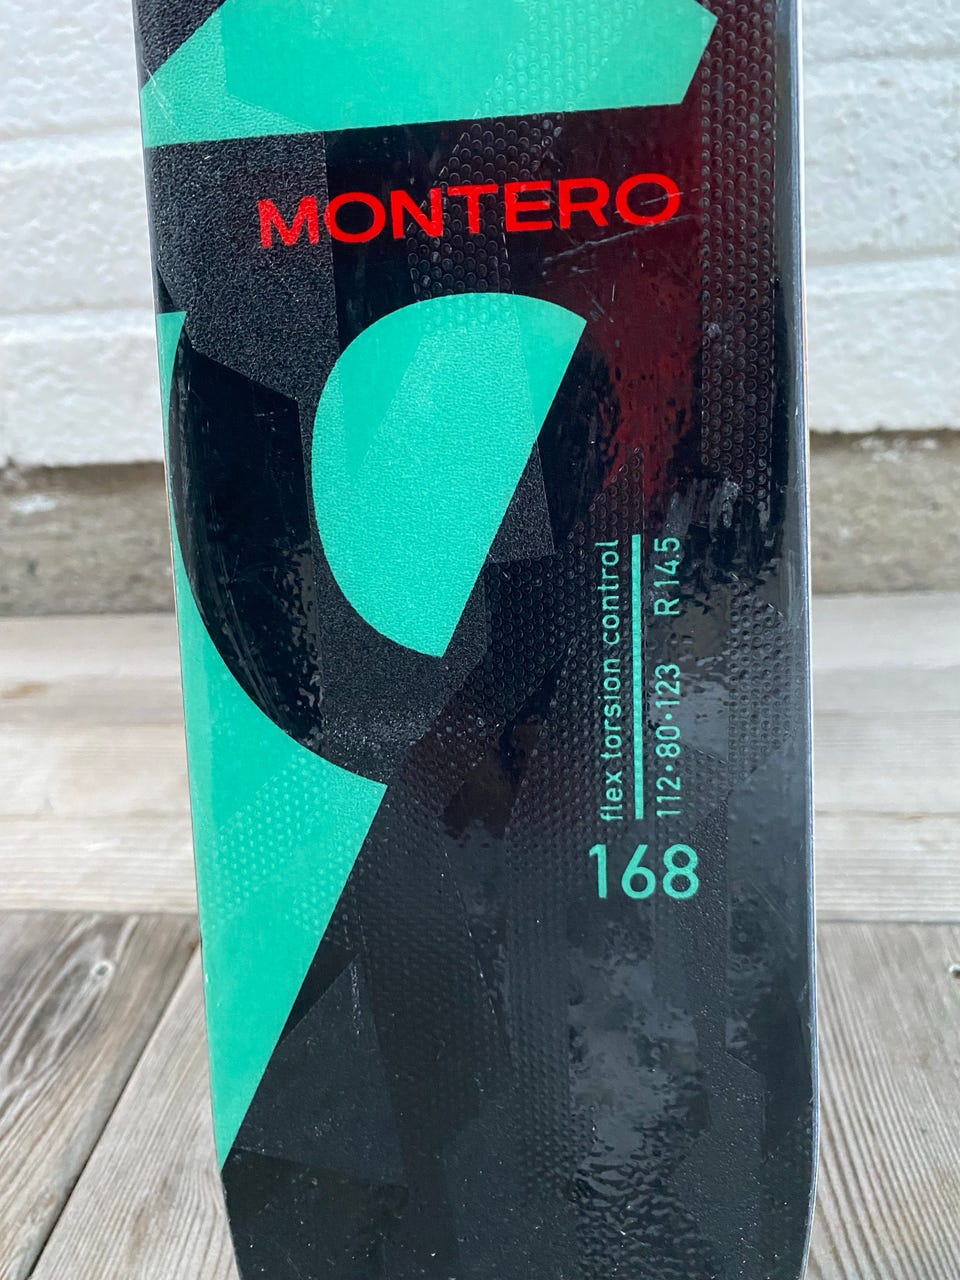 MONTERO
flex torsion control
112•80•123 R 14.5
168